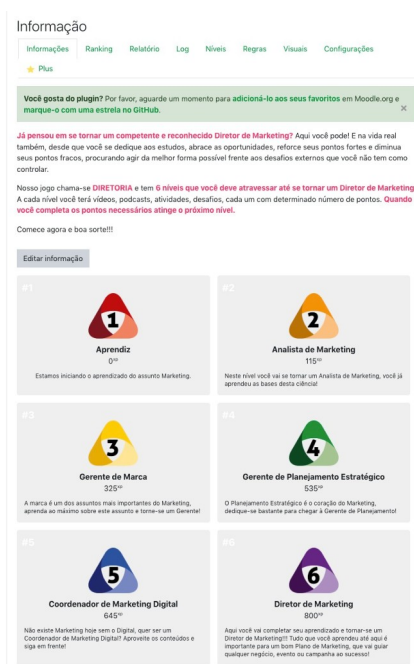 Informação
Informações Ranking Relatório Log Níveis Regras Visuais Configurações
Plus
Você gosta do plugin? Por favor, aguarde um momento para adicioná-lo aos seus favoritos em Moodle.org e
marque-o com uma estrela no GitHub. ×
Já pensou em se tornar um competente e reconhecido Diretor de Marketing? Aqui você pode! E na vida real
também, desde que você se dedique aos estudos, abrace as oportunidades, reforce seus pontos fortes e diminua
seus pontos fracos, procurando agir da melhor forma possível frente aos desafios externos que você não tem como
controlar.
Nosso jogo chama-se DIRETORIA e tem 6 níveis que você deve atravessar até se tornar um Diretor de Marketing
A cada nível você terá vídeos, podcasts, atividades, desafios, cada um com determinado número de pontos. Quando
você completa os pontos necessários atinge o próximo nível.
Comece agora e boa sorte!!!
Editar informação
#1
1
Aprendiz
0xp
Estamos iniciando o aprendizado do assunto Marketing.
#2
2
Analista de Marketing
115xp
Neste nível você vai se tornar um Analista de Marketing, você já
aprendeu as bases desta ciência!
#3
3
Gerente de Marca
325xp
A marca é um dos assuntos mais importantes do Marketing,
aprenda ao máximo sobre este assunto e torne-se um Gerente!
#4
4
Gerente de Planejamento Estratégico
535xp
O Planejamento Estratégico é o coração do Marketing,
dedique-se bastante para chegar à Gerente de Planejamento!
#5
5
Coordenador de Marketing Digital
645xp
Não existe Marketing hoje sem o Digital, quer ser um
Coordenador de Marketing Digital? Aproveite os conteúdos e
siga em frente!
#6
6
Diretor de Marketing
800xp
Aqui você vai completar seu aprendizado e tornar-se um
Diretor de Marketing!!! Tudo que você aprendeu até aqui é
importante para um bom Plano de Marketing, que vai guiar
qualquer negócio, evento ou campanha ao sucesso!